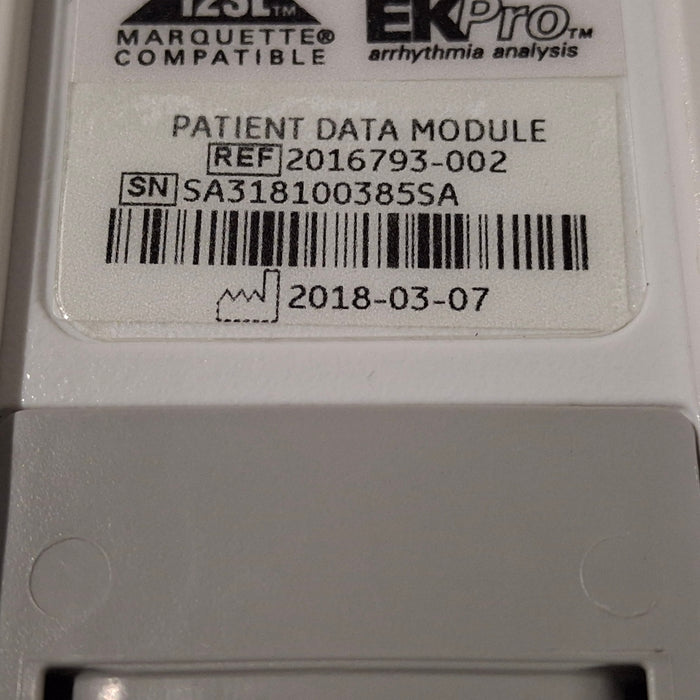 12SL™
EKPro™
MARQUETTE®
COMPATIBLE
arrhythmia analysis
PATIENT DATA MODULE
REF 2016793-002
SN SA318100385SA
2018-03-07